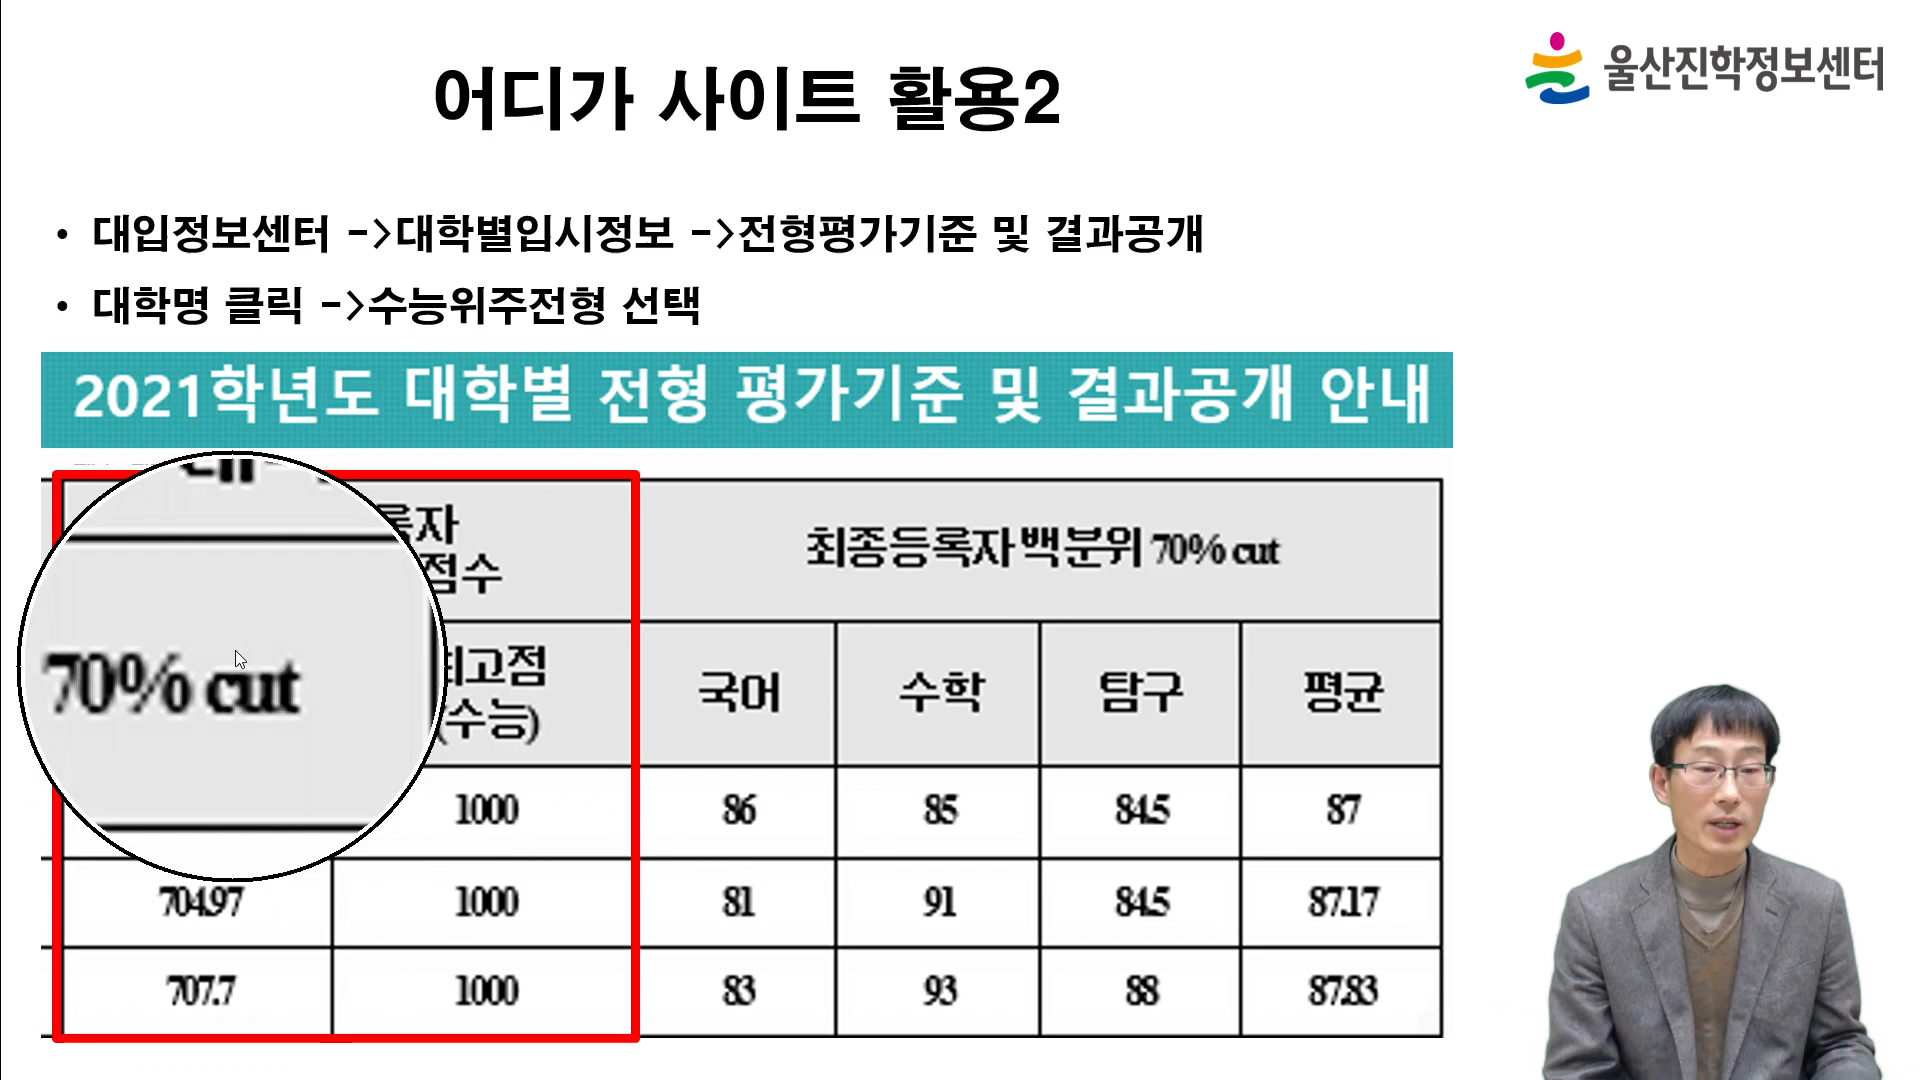 울산진학정보센터
어디가 사이트 활용2
• 대입정보센터 ->대학별입시정보 ->전형평가기준 및 결과공개
• 대학명 클릭 ->수능위주전형 선택
2021학년도 대학별 전형 평가기준 및 결과공개 안내
록자
점수
최종등록자 백분위 70% cut
70% cut
최고점
(수능)
국어 수학 탐구 평균
1000 86 85 84.5 87
704.97 1000 81 91 84.5 87.17
707.7 1000 83 93 88 87.83